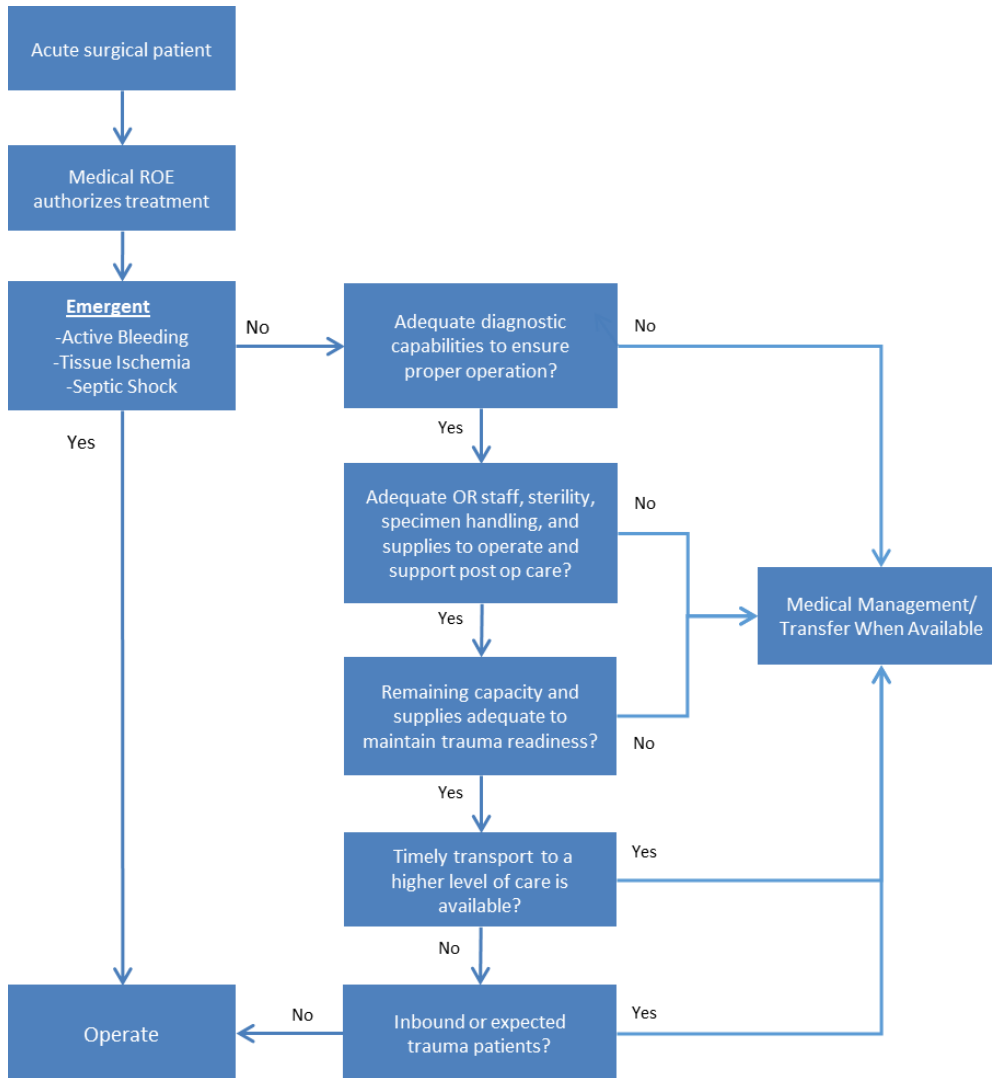 Acute surgical patient
Medical ROE
authorizes treatment
Emergent
-Active Bleeding
-Tissue Ischemia
-Septic Shock
No
Yes
Adequate diagnostic
capabilities to ensure
proper operation?
No
Yes
Adequate OR staff, sterility,
specimen handling, and
supplies to operate and
support post op care?
No
Yes
Medical Management/
Transfer When Available
Remaining capacity and
supplies adequate to
maintain trauma readiness?
No
Yes
Timely transport to a
higher level of care is
available?
Yes
No
Inbound or expected
trauma patients?
Yes
No
Operate